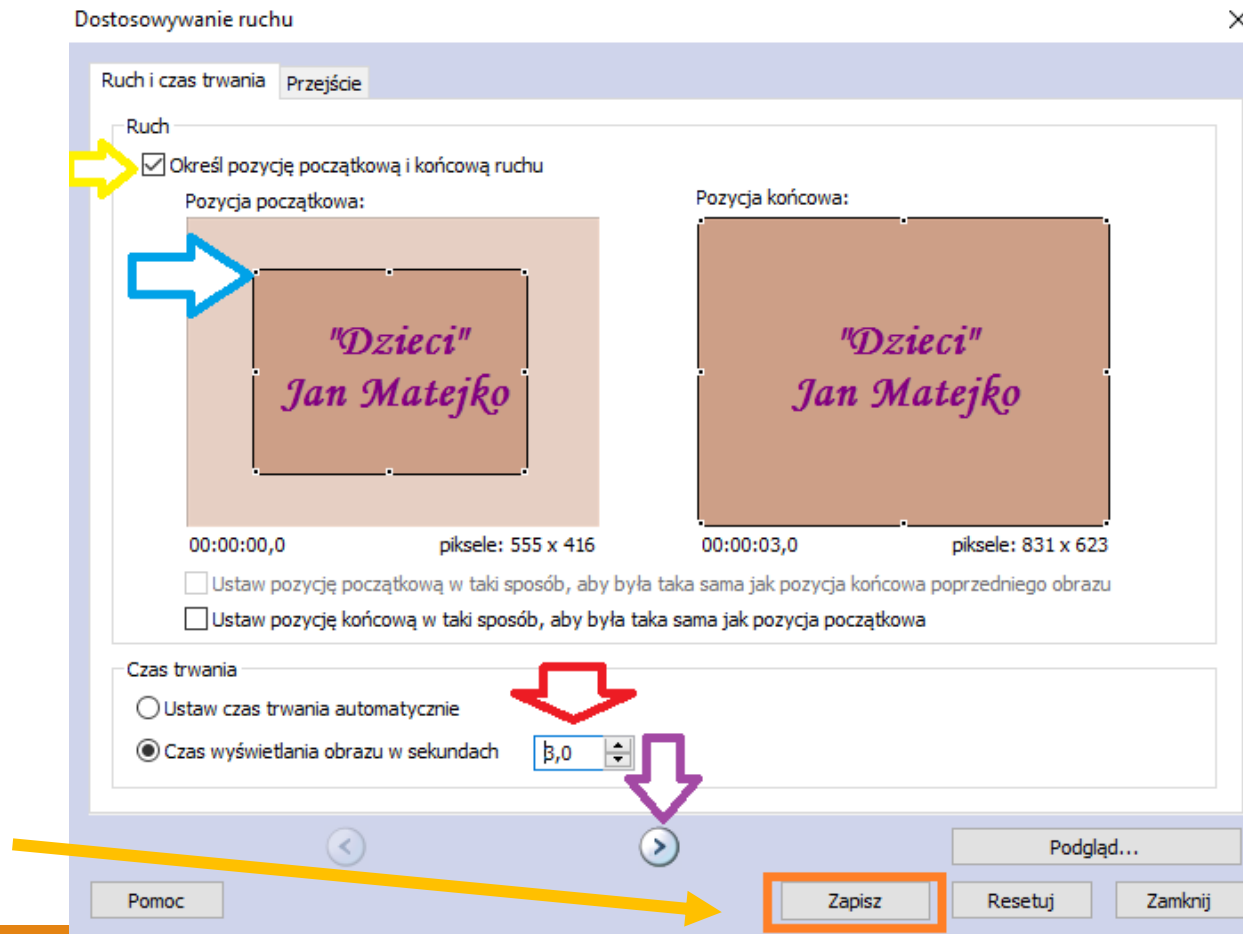 Dostosowywanie ruchu
Ruch i czas trwania
Przejście
Ruch
Określ pozycję początkową i końcową ruchu
Pozycja początkowa:
Pozycja końcowa:
"Dzieci"
Jan Matejko
"Dzieci"
Jan Matejko
00:00:00,0
piksele: 555 x 416
00:00:03,0
piksele: 831 x 623
Ustaw pozycję początkową w taki sposób, aby była taka sama jak pozycja końcowa poprzedniego obrazu
Ustaw pozycję końcową w taki sposób, aby była taka sama jak pozycja początkowa
Czas trwania
Ustaw czas trwania automatycznie
Czas wyświetlania obrazu w sekundach
3,0
Podgląd...
Pomoc
Zapisz
Resetuj
Zamknij